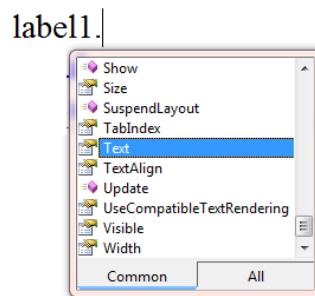 label1.
Show
Size
SuspendLayout
TabIndex
Text
TextAlign
Update
UseCompatibleTextRendering
Visible
Width
Common All